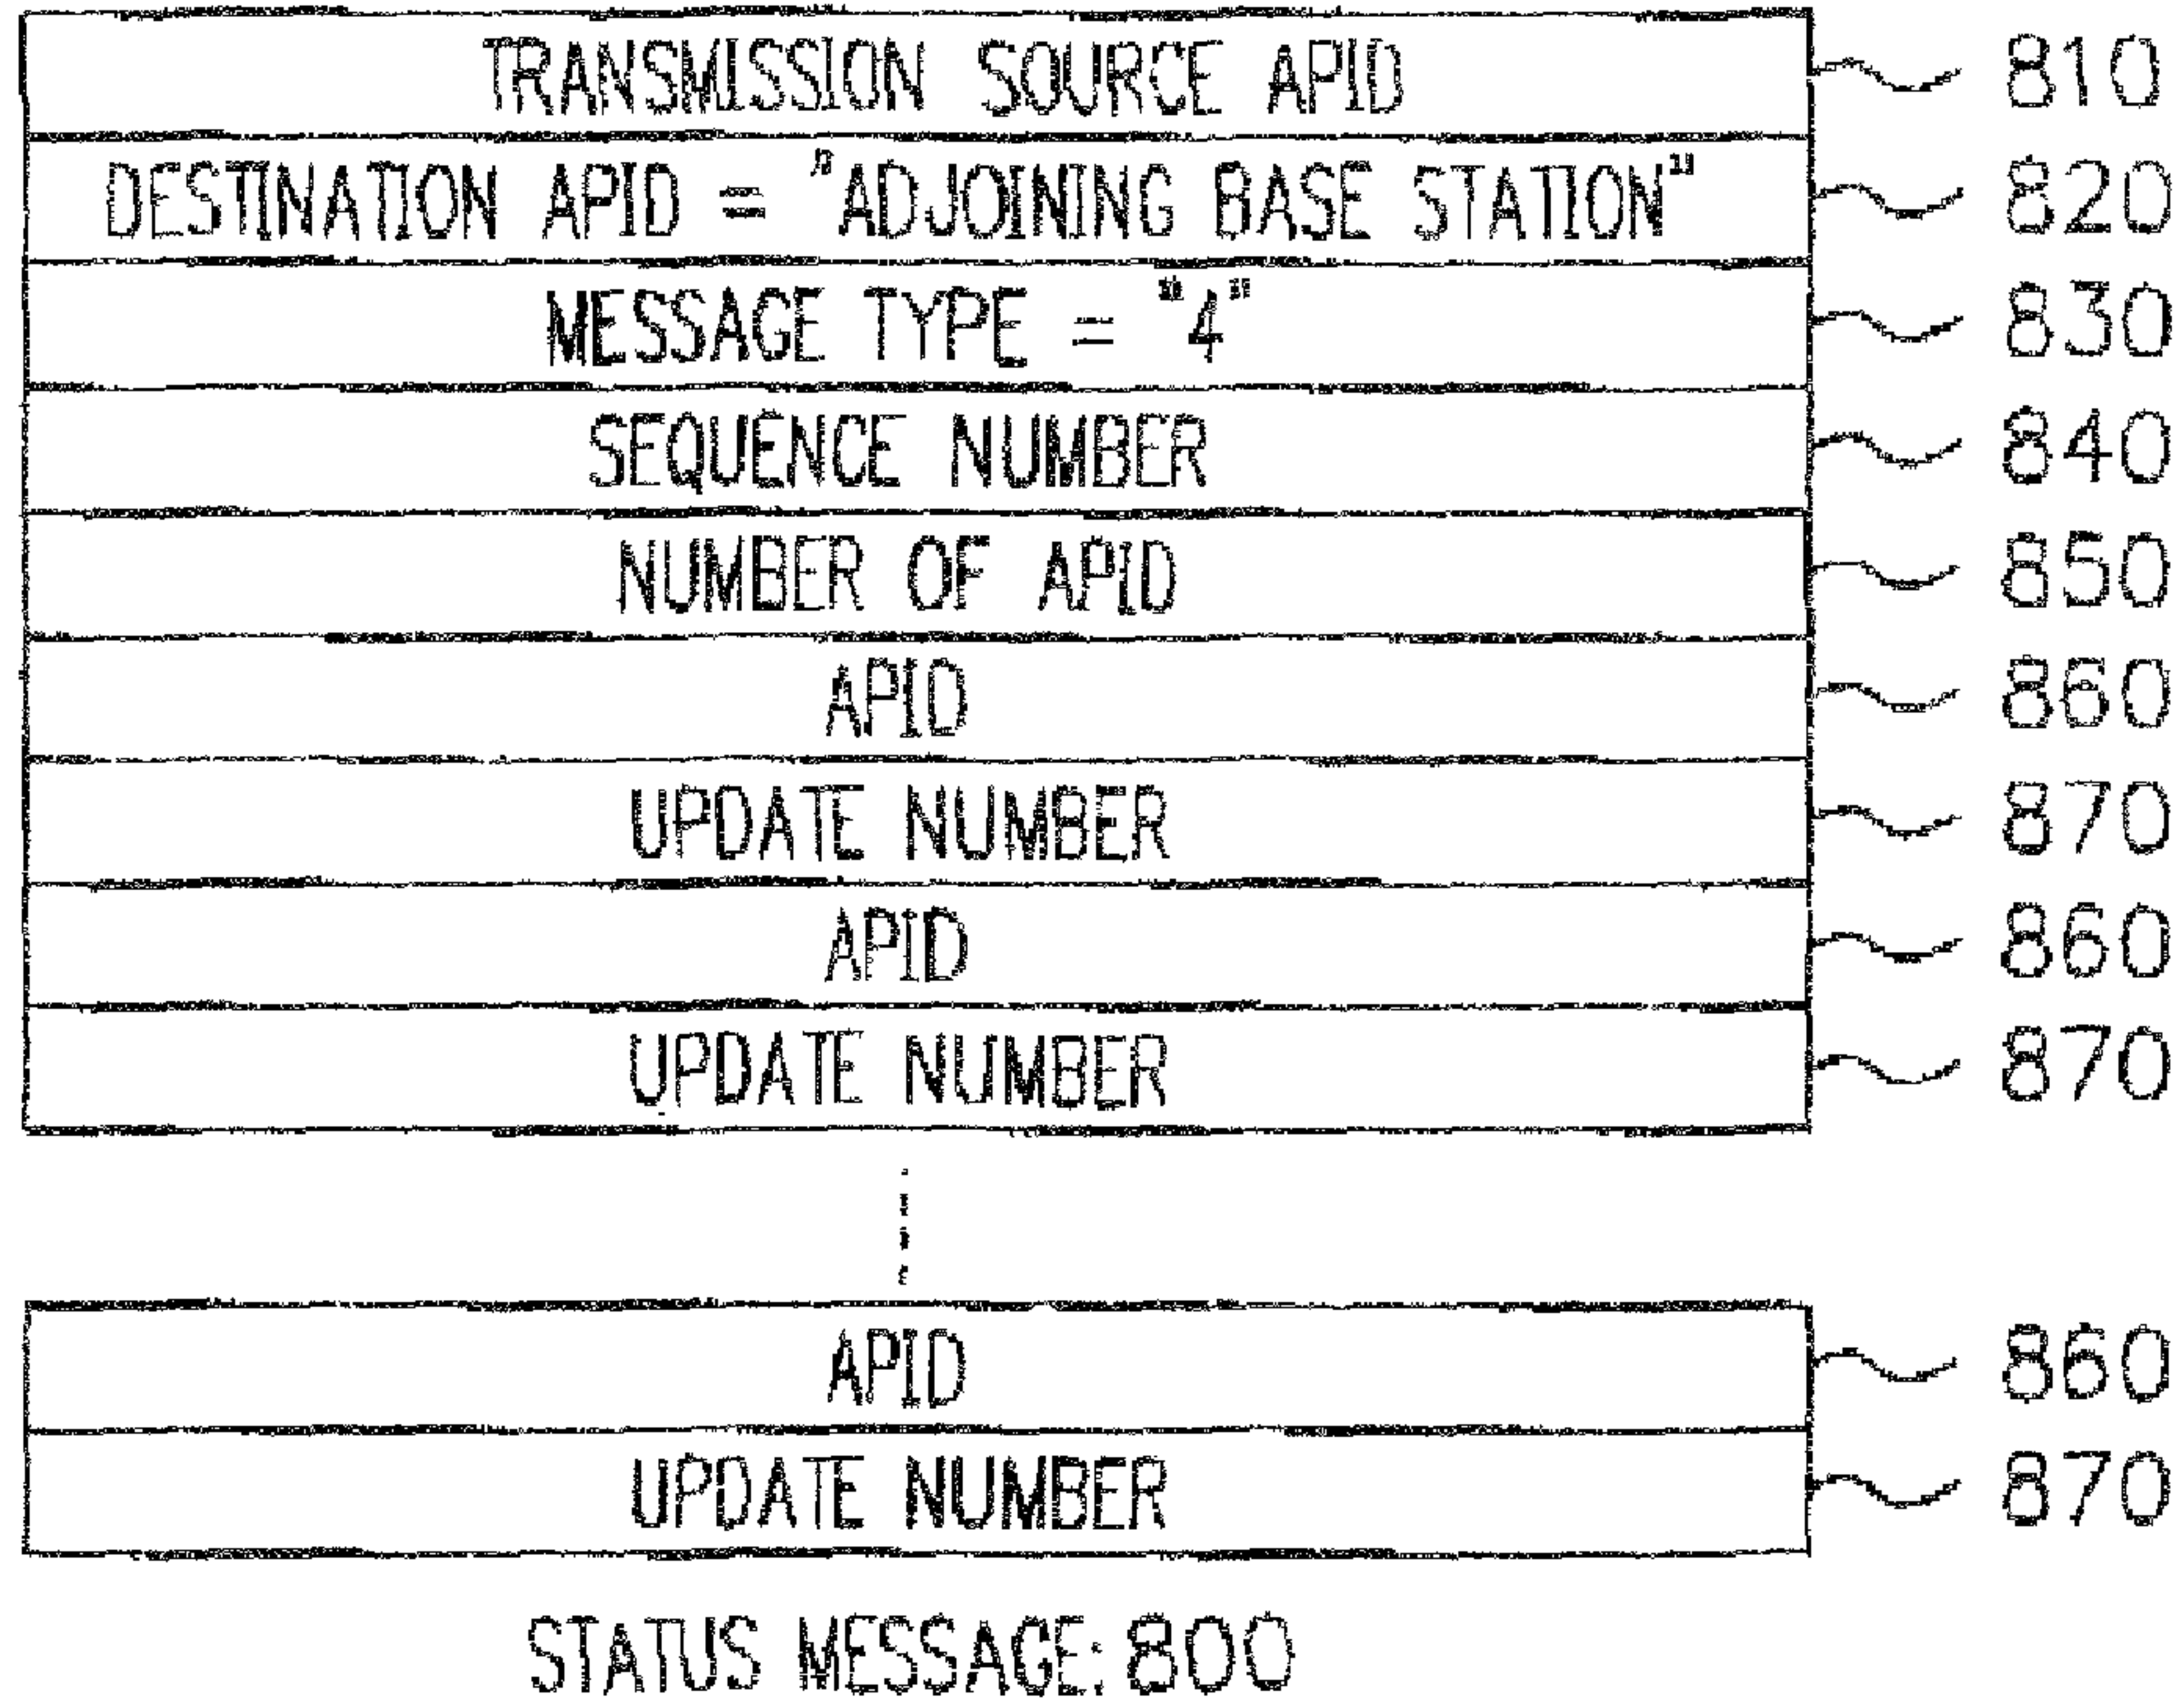 TRANSMISSION SOURCE APID 810
DESTINATION APID = "ADJOINING BASE STATION" 820
MESSAGE TYPE = "4" 830
SEQUENCE NUMBER 840
NUMBER OF APID 850
APID 860
UPDATE NUMBER 870
APID 860
UPDATE NUMBER 870
APID 860
UPDATE NUMBER 870
STATUS MESSAGE: 800